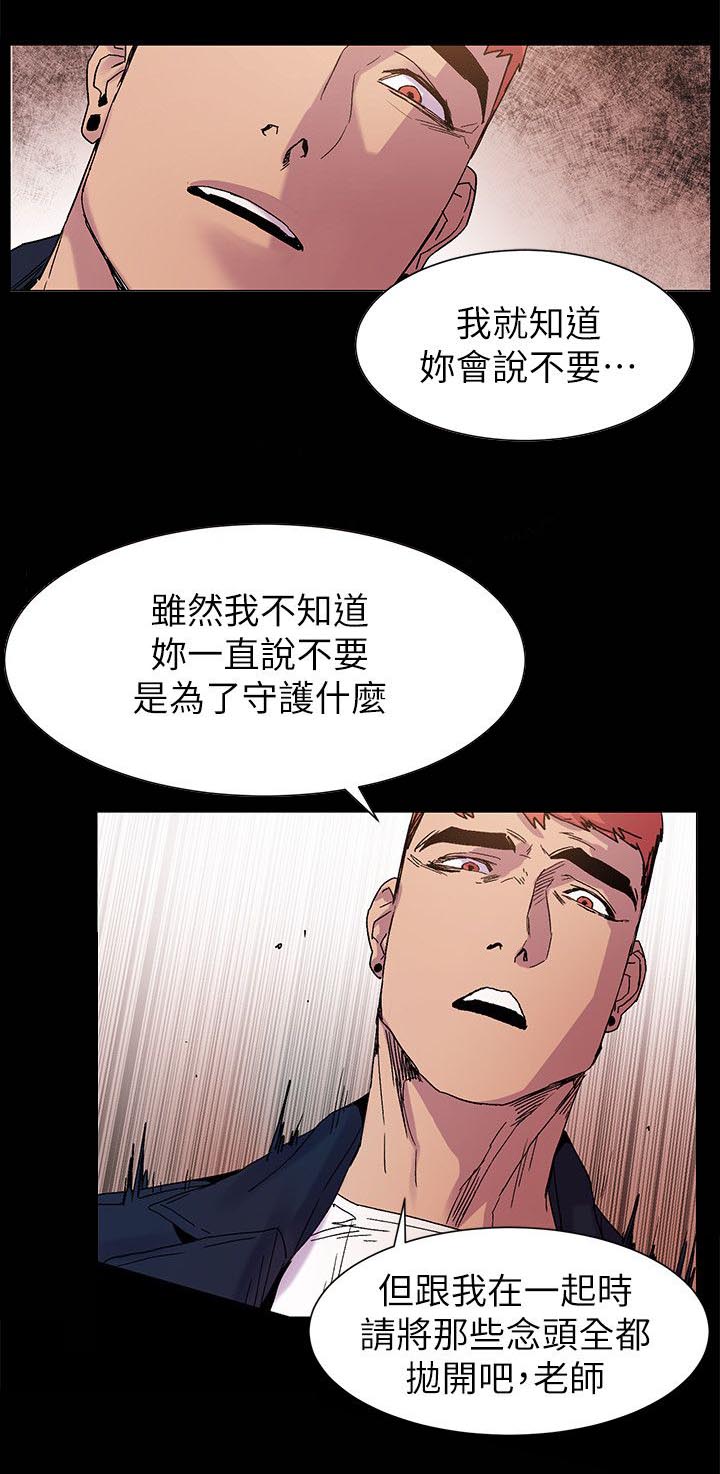 我就知道
妳會說不要…
雖然我不知道
妳一直說不要
是為了守護什麼
但跟我在一起時
請將那些念頭全都
拋開吧，老師